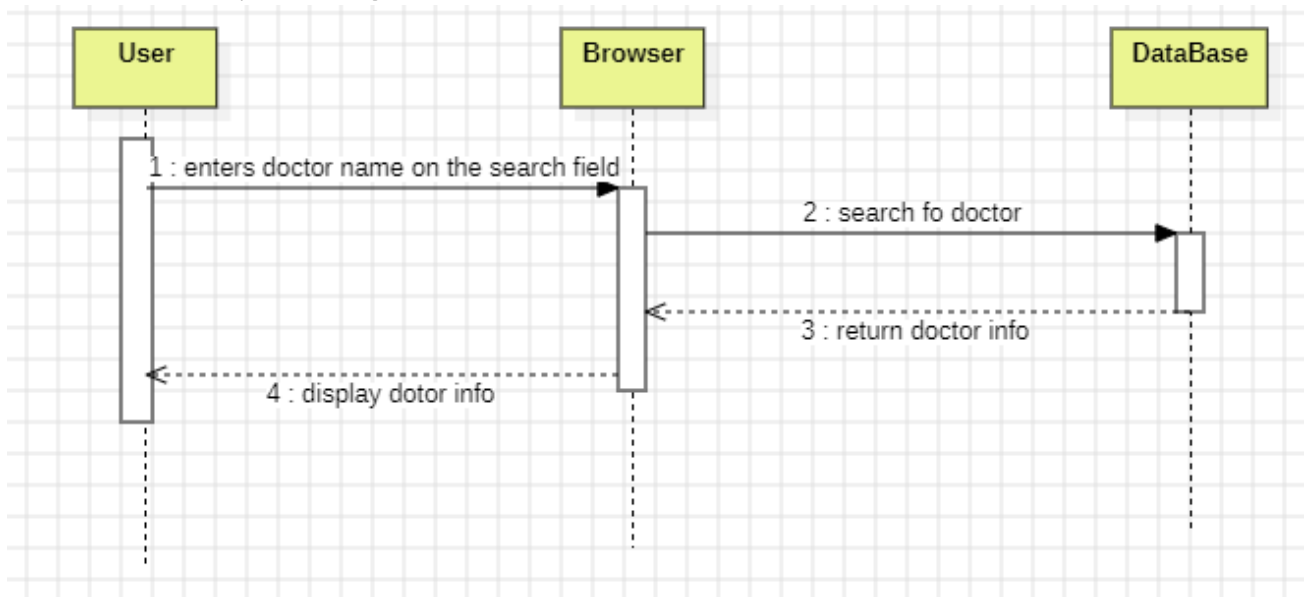 User
Browser
DataBase
1 : enters doctor name on the search field
2 : search fo doctor
3 : return doctor info
4 : display dotor info